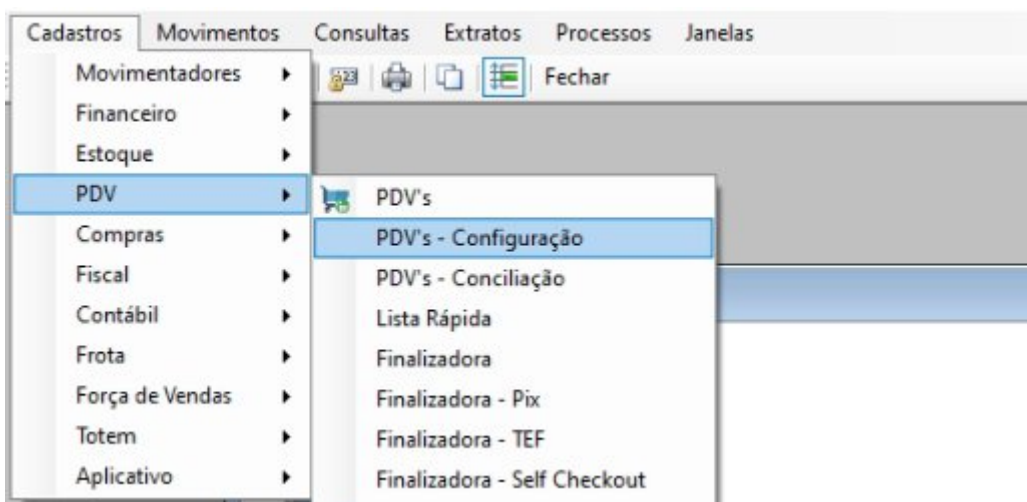 Cadastros Movimentos Consultas Extratos Processos Janelas
Movimentadores Fechar
Financeiro
Estoque
PDV PDV's
Compras PDV's - Configuração
Fiscal PDV's - Conciliação
Contábil Lista Rápida
Frota Finalizadora
Força de Vendas Finalizadora - Pix
Totem Finalizadora - TEF
Aplicativo Finalizadora - Self Checkout